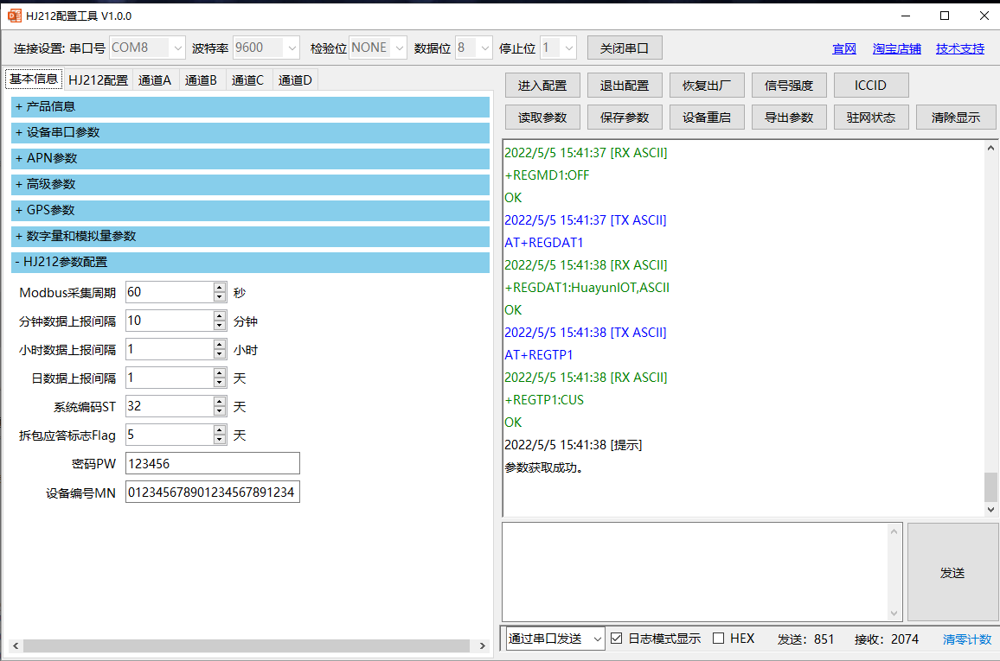 HJ212配置工具 V1.0.0
连接设置: 串口号 COM8 波特率 9600 检验位 NONE 数据位 8 停止位 1 关闭串口 官网 淘宝店铺 技术支持
基本信息 HJ212配置 通道A 通道B 通道C 通道D
+ 产品信息
+ 设备串口参数
+ APN参数
+ 高级参数
+ GPS参数
+ 数字量和模拟量参数
- HJ212参数配置
Modbus采集周期 60 秒
分钟数据上报间隔 10 分钟
小时数据上报间隔 1 小时
日数据上报间隔 1 天
系统编码ST 32 天
拆包应答标志Flag 5 天
密码PW 123456
设备编号MN 012345678901234567891234
进入配置 退出配置 恢复出厂 信号强度 ICCID
读取参数 保存参数 设备重启 导出参数 驻网状态 清除显示
2022/5/5 15:41:37 [RX ASCII]
+REGMD1:OFF
OK
2022/5/5 15:41:37 [TX ASCII]
AT+REGDAT1
2022/5/5 15:41:38 [RX ASCII]
+REGDAT1:HuayunIOT,ASCII
OK
2022/5/5 15:41:38 [TX ASCII]
AT+REGTP1
2022/5/5 15:41:38 [RX ASCII]
+REGTP1:CUS
OK
2022/5/5 15:41:38 [提示]
参数获取成功。
发送
通过串口发送 日志模式显示 HEX 发送：851 接收：2074 清零计数